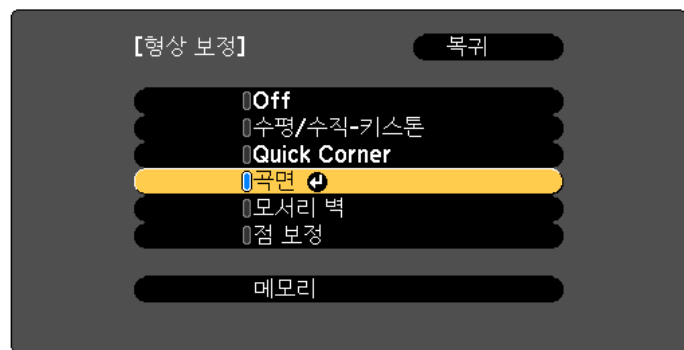 [형상 보정] 복귀
Off
수평/수직-키스톤
Quick Corner
곡면
모서리 벽
점 보정
메모리